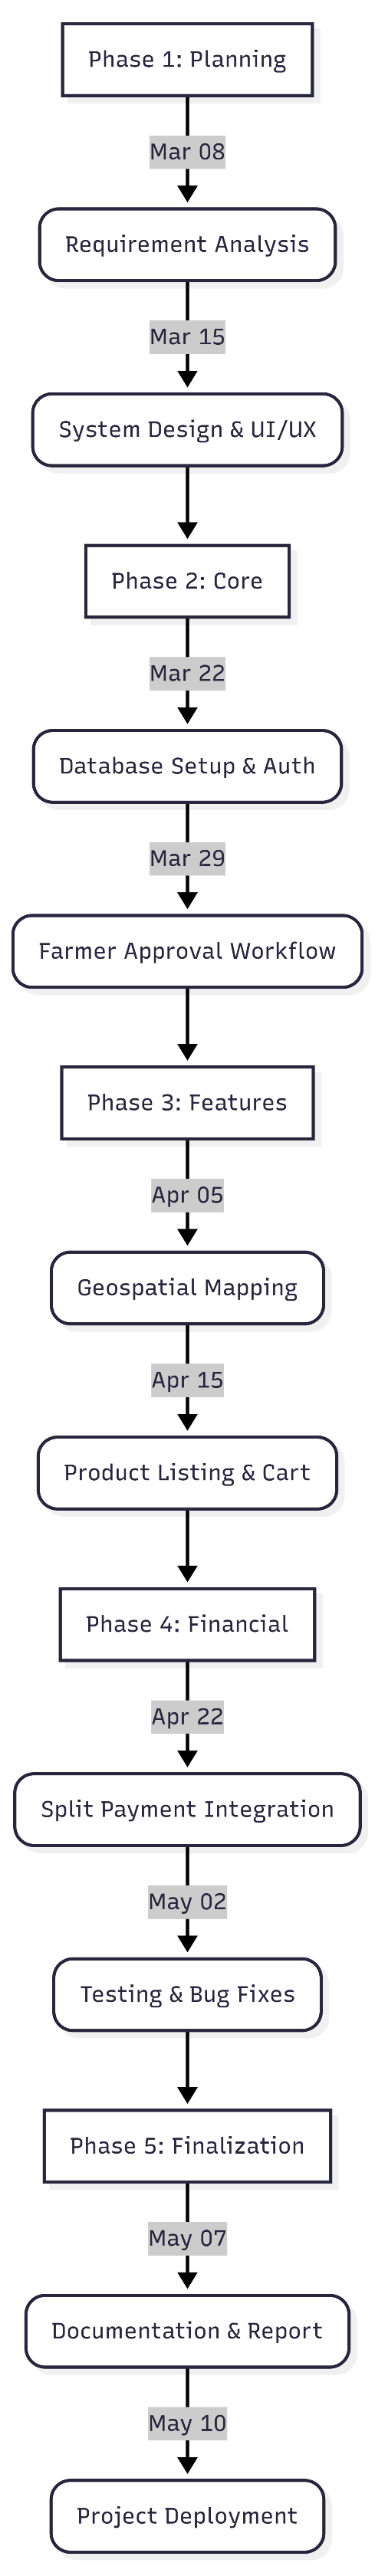 Phase 1: Planning
Mar 08
Requirement Analysis
Mar 15
System Design & UI/UX
Phase 2: Core
Mar 22
Database Setup & Auth
Mar 29
Farmer Approval Workflow
Phase 3: Features
Apr 05
Geospatial Mapping
Apr 15
Product Listing & Cart
Phase 4: Financial
Apr 22
Split Payment Integration
May 02
Testing & Bug Fixes
Phase 5: Finalization
May 07
Documentation & Report
May 10
Project Deployment